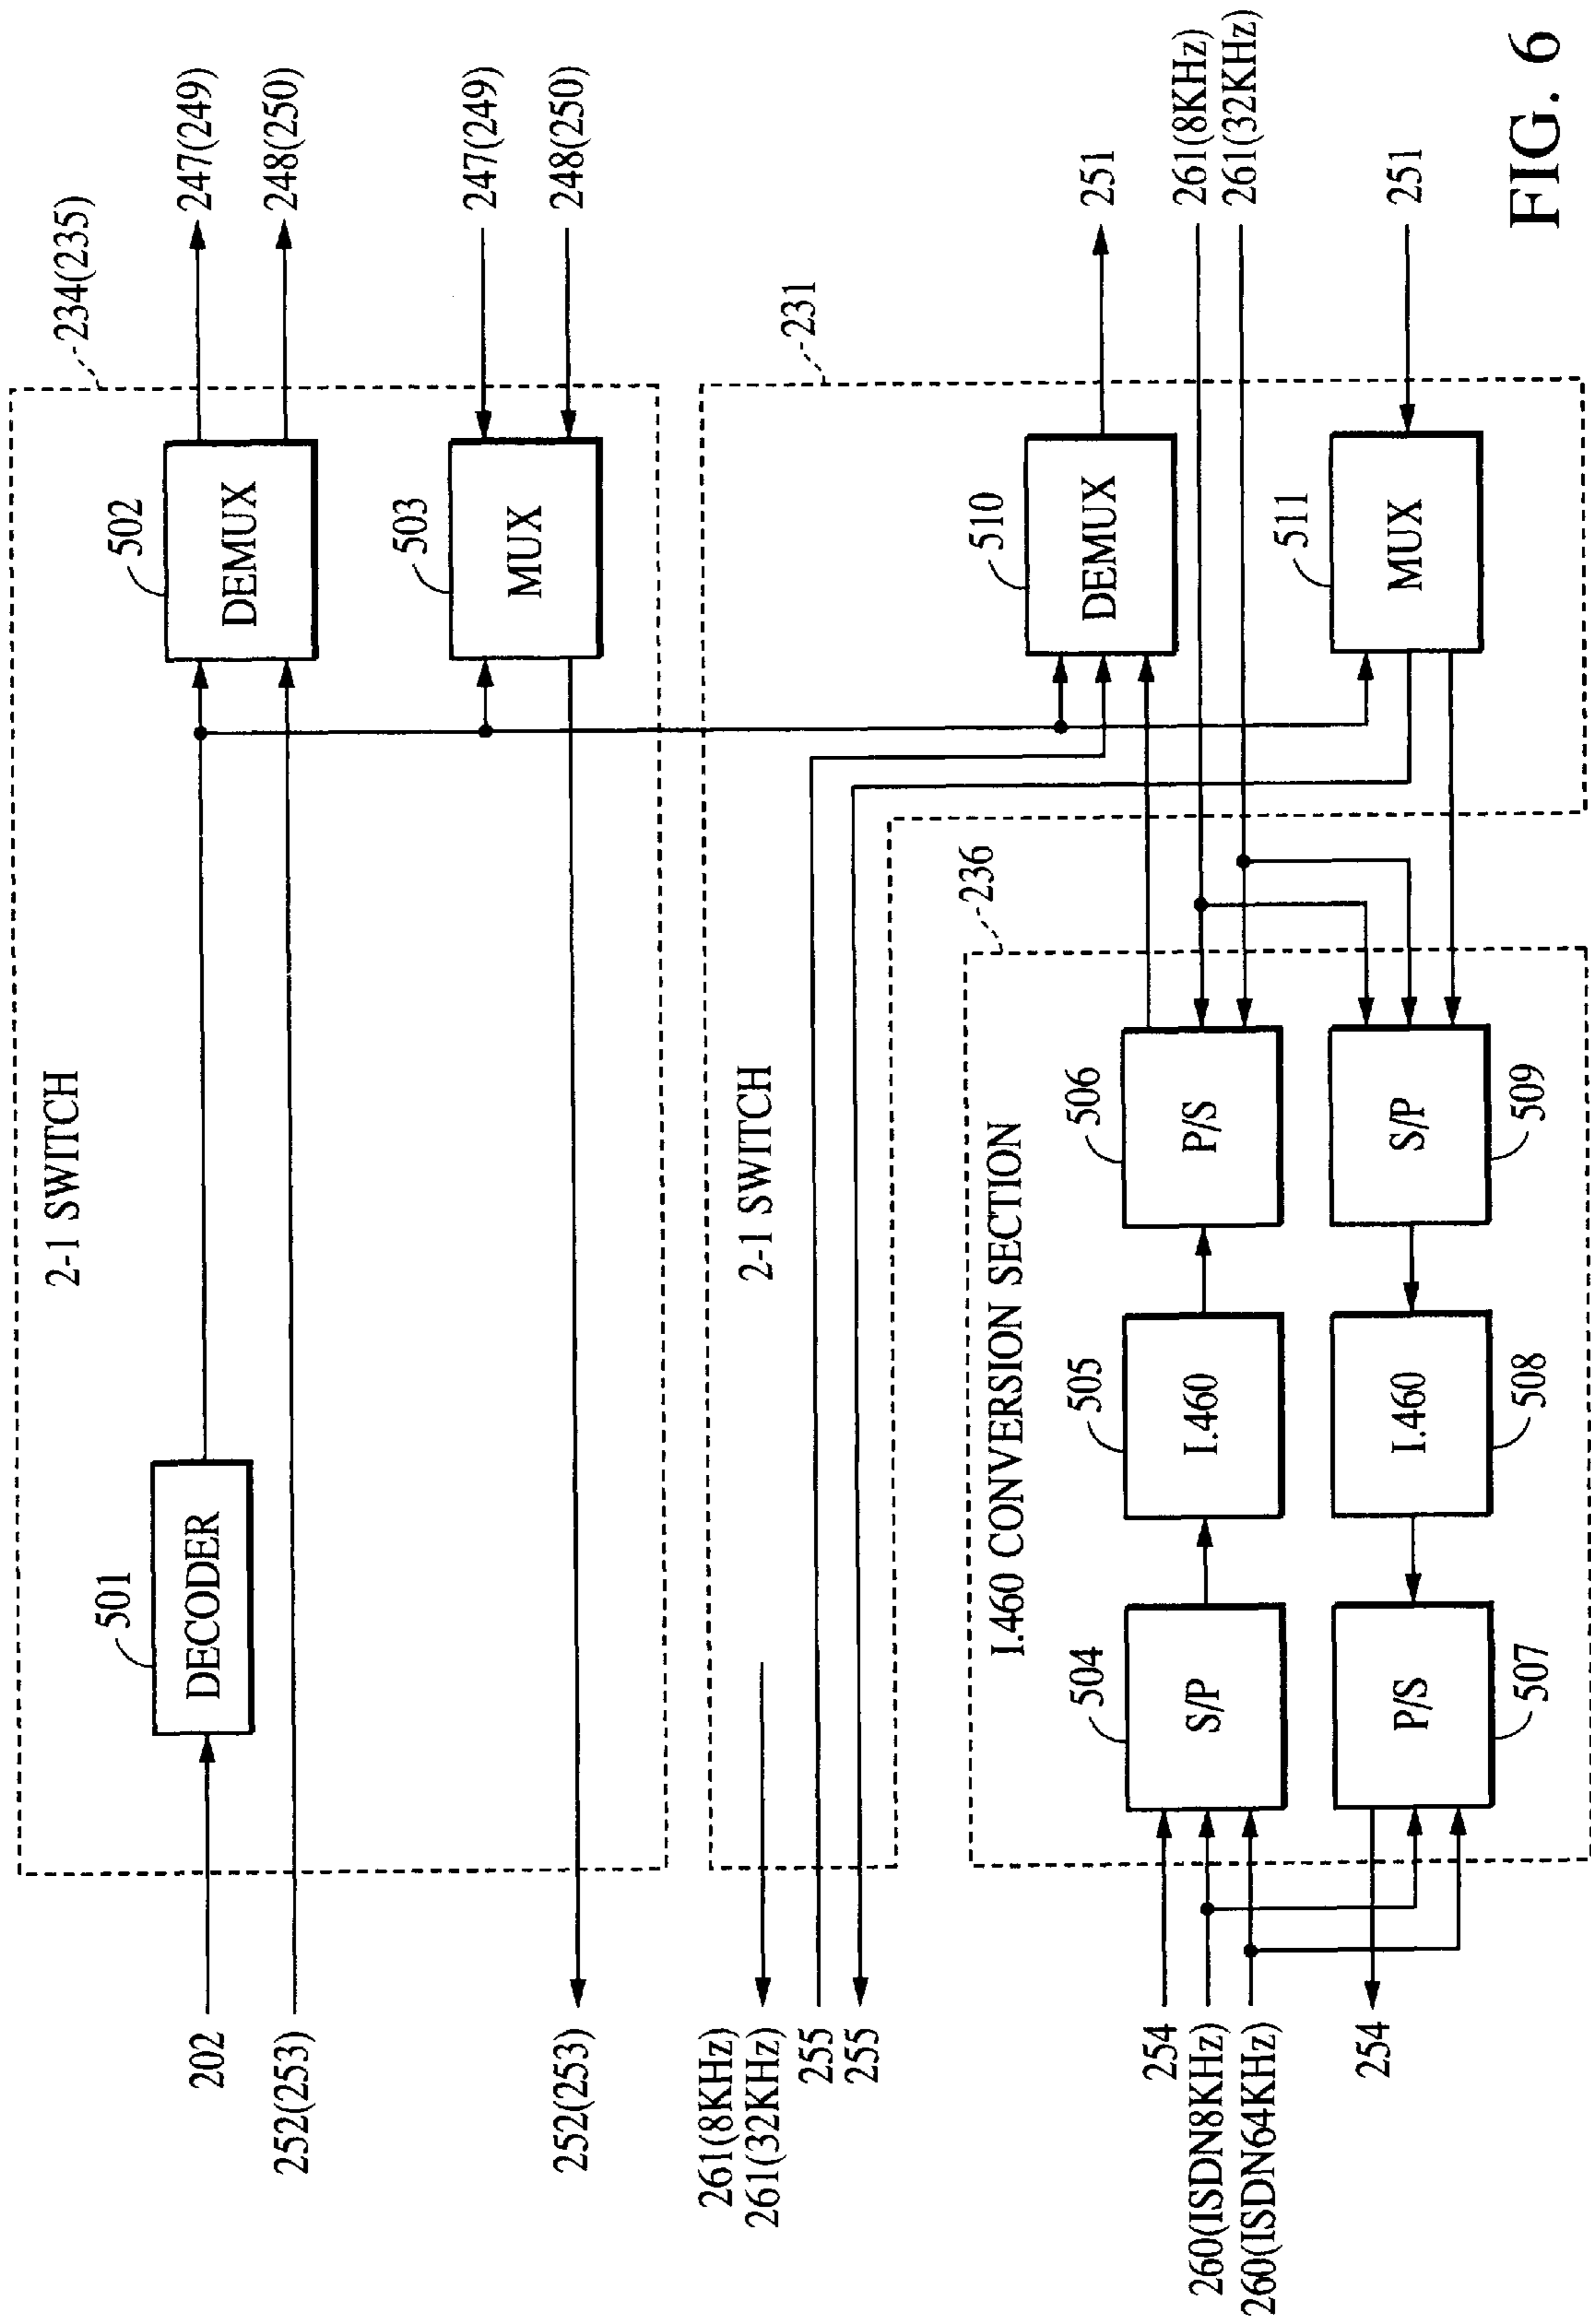 2-1 SWITCH
234(235)
202
501
DECODER
502
DEMUX
247(249)
248(250)
252(253)
503
MUX
247(249)
248(250)
252(253)
2-1 SWITCH
231
261(8KHz)
261(32KHz)
255
255
510
DEMUX
251
261(8KHz)
261(32KHz)
511
MUX
251
I.460 CONVERSION SECTION
236
254
260(ISDN8KHz)
260(ISDN64KHz)
254
504
S/P
505
I.460
506
P/S
P/S
507
I.460
508
S/P
509
FIG. 6